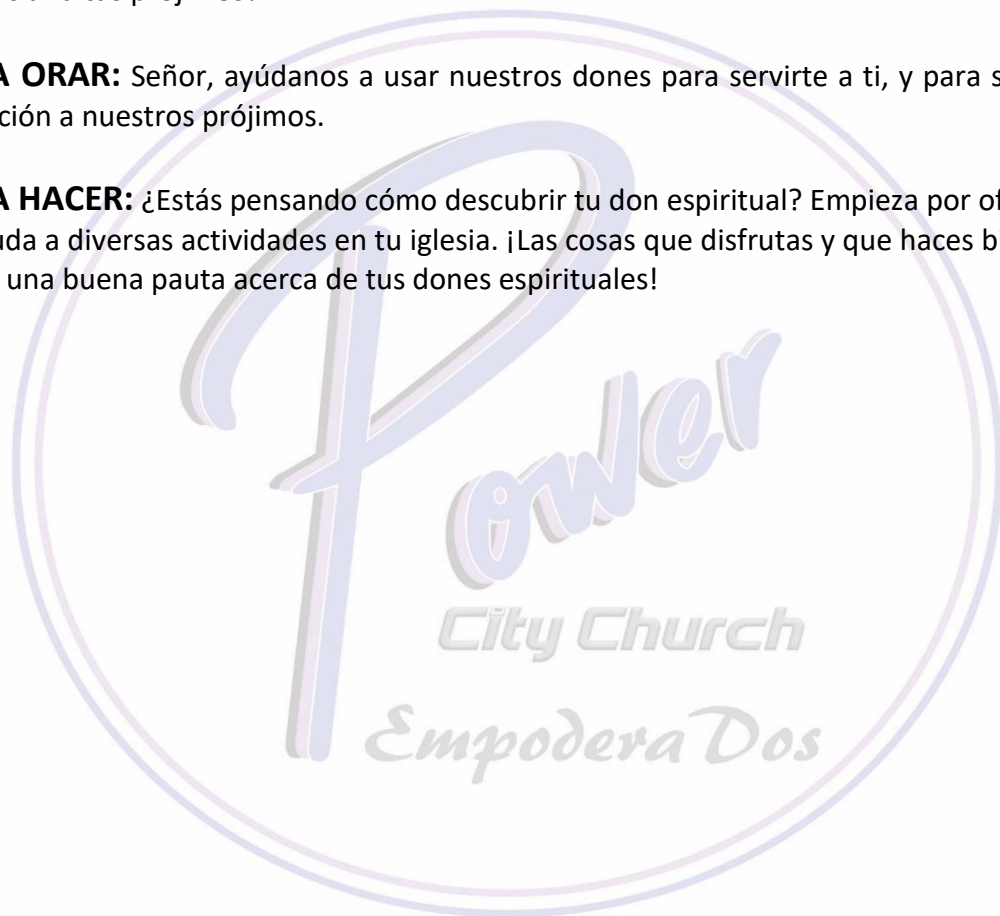 A ORAR: Señor, ayúdanos a usar nuestros dones para servirte a ti, y para s
ción a nuestros prójimos.
A HACER: ¿Estás pensando cómo descubrir tu don espiritual? Empieza por of
uda a diversas actividades en tu iglesia. ¡Las cosas que disfrutas y que haces b
una buena pauta acerca de tus dones espirituales!
Power
City Church
EmpoderaDos